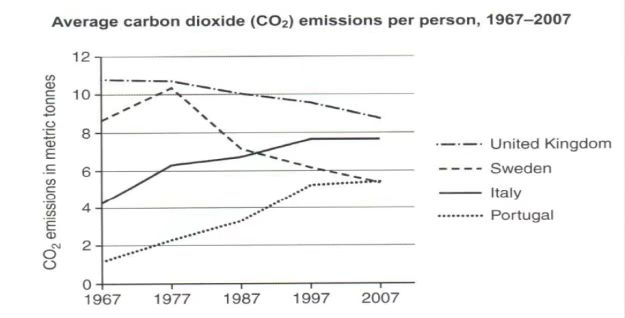 Average carbon dioxide (CO₂) emissions per person, 1967–2007
CO₂ emissions in metric tonnes
12
10
8
6
4
2
0
1967 1977 1987 1997 2007
United Kingdom
Sweden
Italy
Portugal